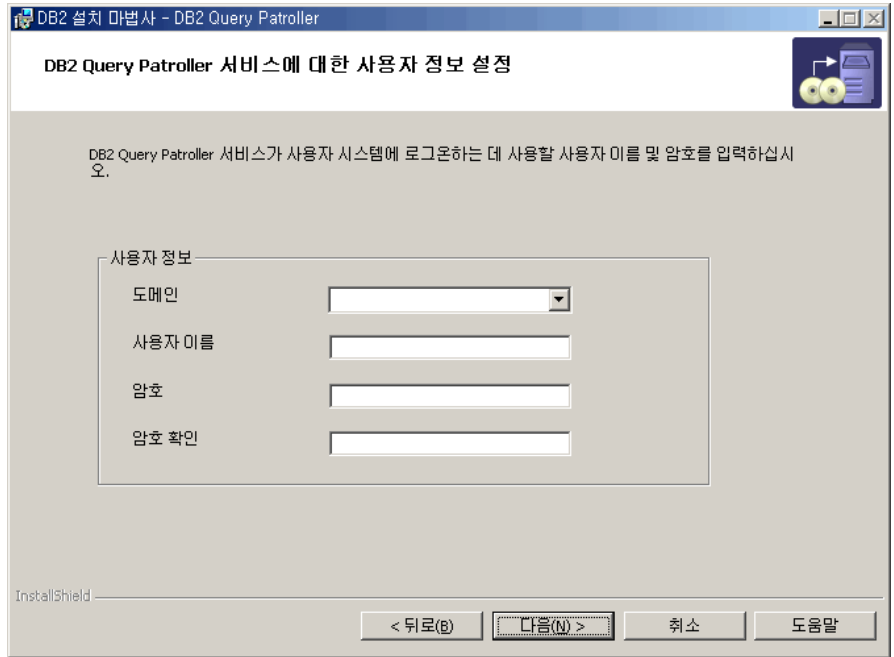 DB2 설치 마법사 - DB2 Query Patroller
DB2 Query Patroller 서비스에 대한 사용자 정보 설정
DB2 Query Patroller 서비스가 사용자 시스템에 로그온하는 데 사용할 사용자 이름 및 암호를 입력하십시
오.
사용자 정보
도메인
사용자 이름
암호
암호 확인
InstallShield
< 뒤로(B)
다음(N) >
취소
도움말